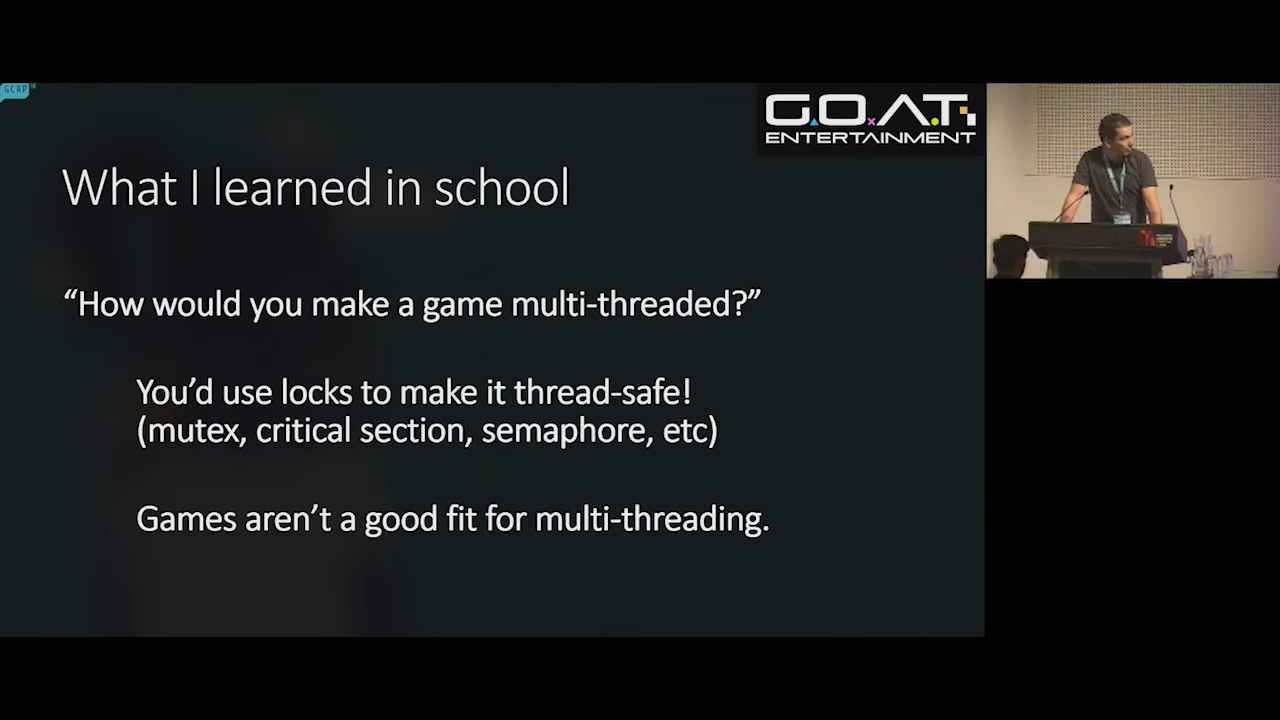 GCAP
G.O.A.T.
ENTERTAINMENT
What I learned in school
“How would you make a game multi-threaded?”
You’d use locks to make it thread-safe!
(mutex, critical section, semaphore, etc)
Games aren’t a good fit for multi-threading.